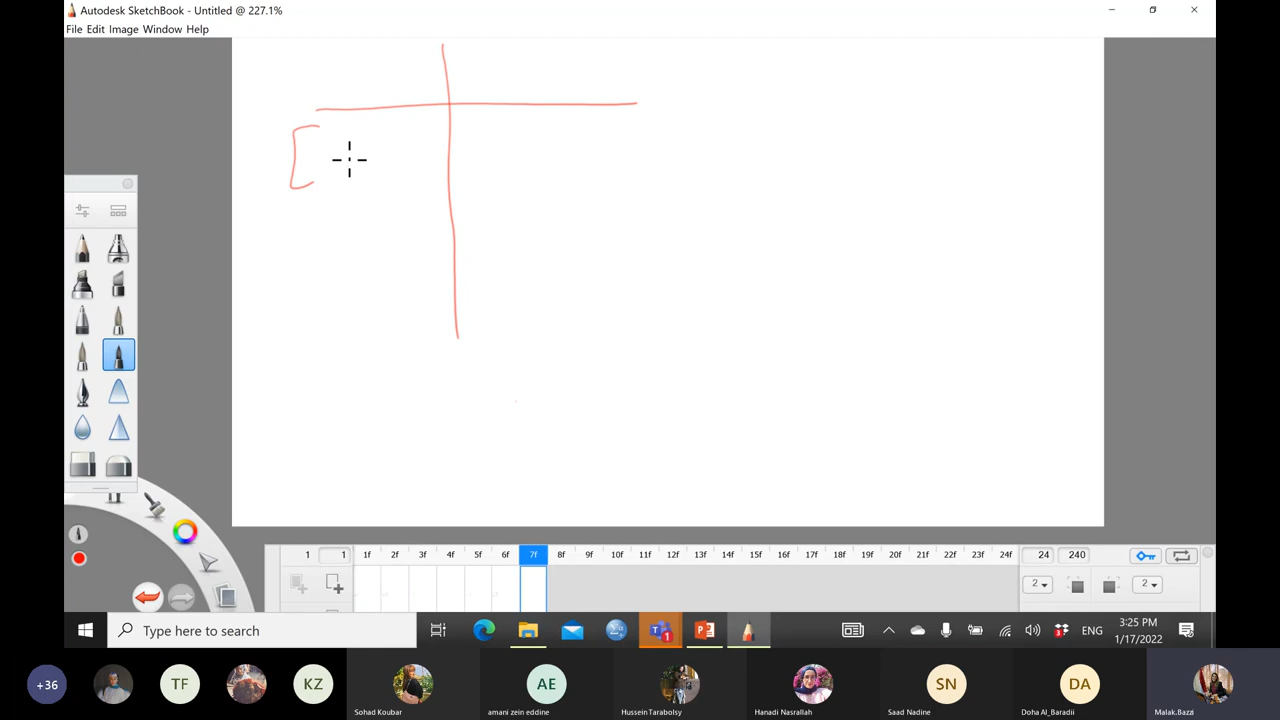 Autodesk SketchBook - Untitled @ 227.1%
File Edit Image Window Help
1 1 1f 2f 3f 4f 5f 6f 7f 8f 9f 10f 11f 12f 13f 14f 15f 16f 17f 18f 19f 20f 21f 22f 23f 24f 24 240
2 2
Type here to search
1
3
ENG
3:25 PM
1/17/2022
+36
TF
KZ
AE
SN
DA
Sohad Koubar
amani zein eddine
Hussein Tarabolsy
Hanadi Nasrallah
Saad Nadine
Doha Al_Baradii
Malak.Bazzi